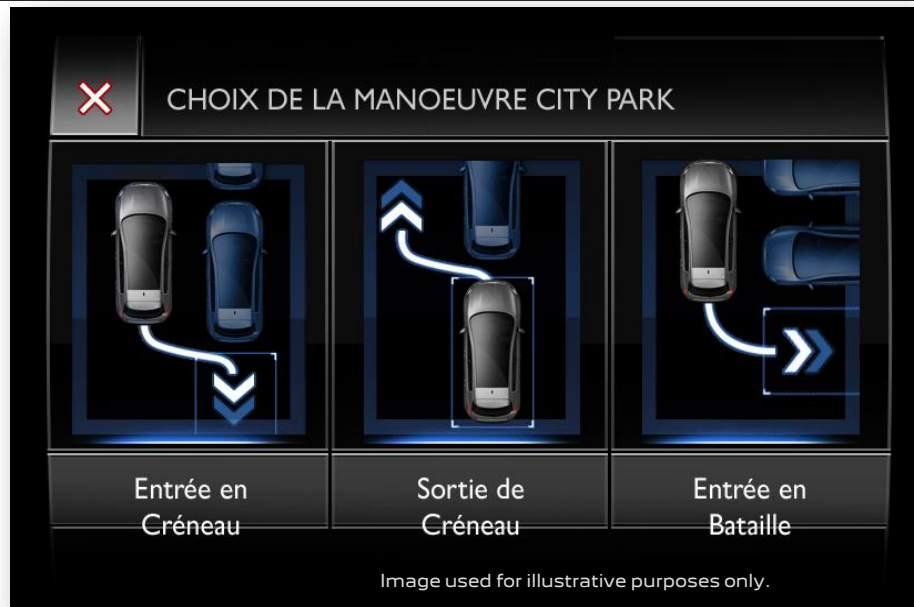 CHOIX DE LA MANOEUVRE CITY PARK
Entrée en
Créneau
Sortie de
Créneau
Entrée en
Bataille
Image used for illustrative purposes only.